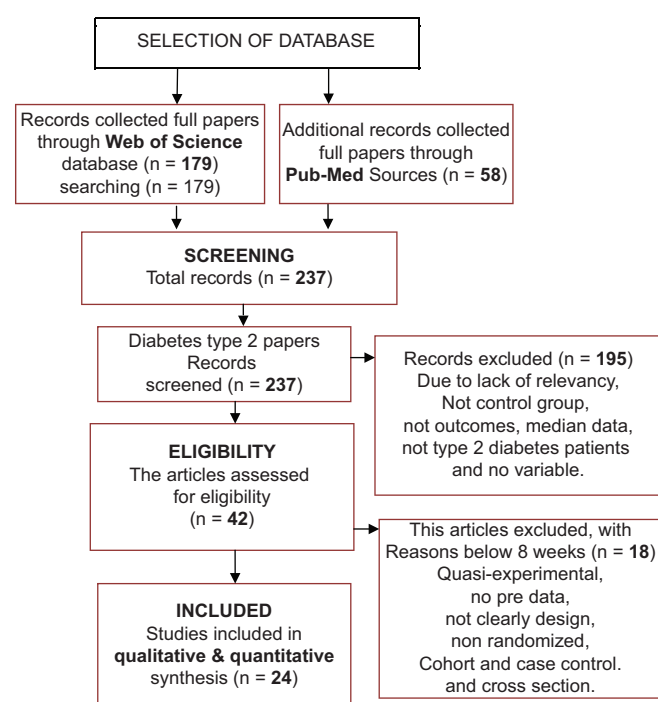 SELECTION OF DATABASE
Records collected full papers
through Web of Science
database (n = 179)
searching (n = 179)
Additional records collected
full papers through
Pub-Med Sources (n = 58)
SCREENING
Total records (n = 237)
Diabetes type 2 papers
Records
screened (n = 237)
Records excluded (n = 195)
Due to lack of relevancy,
Not control group,
not outcomes, median data,
not type 2 diabetes patients
and no variable.
ELIGIBILITY
The articles assessed
for eligibility
(n = 42)
This articles excluded, with
Reasons below 8 weeks (n = 18)
Quasi-experimental,
no pre data,
not clearly design,
non randomized,
Cohort and case control.
and cross section.
INCLUDED
Studies included in
qualitative & quantitative
synthesis (n = 24)